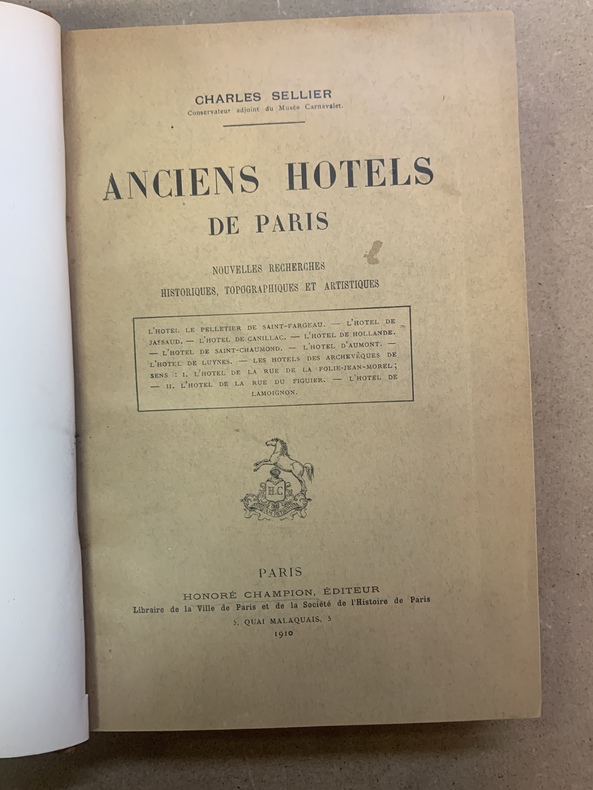 CHARLES SELLIER
Conservateur adjoint du Musée Carnavalet.
ANCIENS HOTELS
DE PARIS
NOUVELLES RECHERCHES
HISTORIQUES, TOPOGRAPHIQUES ET ARTISTIQUES
L'HOTEL LE PELLETIER DE SAINT-FARGEAU. — L'HOTEL DE
JASSAUD. — L'HOTEL DE CANILLAC. — L'HOTEL DE HOLLANDE.
— L'HOTEL DE SAINT-CHAUMOND. — L'HOTEL D'AUMONT. —
L'HOTEL DE LUYNES. — LES HOTELS DES ARCHEVÊQUES DE
SENS : I. L'HOTEL DE LA RUE DE LA FOLIE-JEAN-MOREL ;
— II. L'HOTEL DE LA RUE DU FIGUIER. — L'HOTEL DE
LAMOIGNON.
H.C
PARIS
HONORÉ CHAMPION, ÉDITEUR
Libraire de la Ville de Paris et de la Société de l'Histoire de Paris
5, QUAI MALAQUAIS, 5
1910